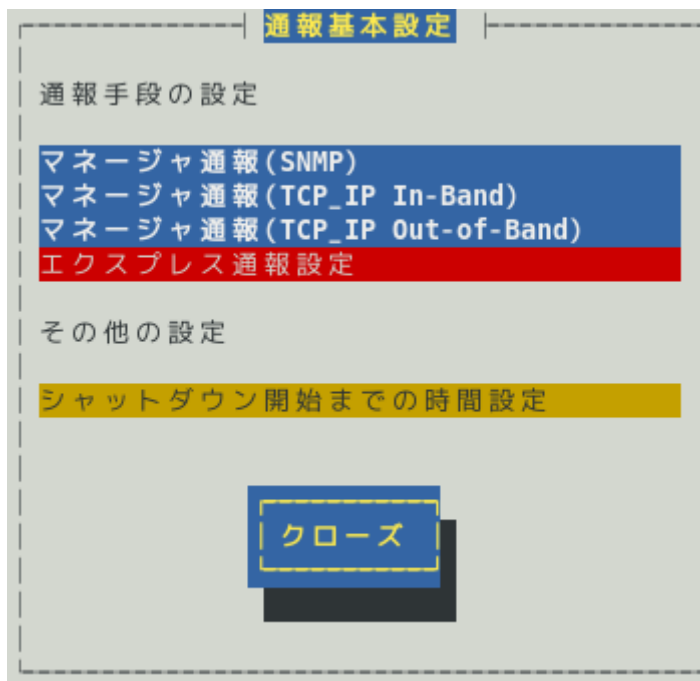 通報基本設定
通報手段の設定
マネージャ通報(SNMP)
マネージャ通報(TCP_IP In-Band)
マネージャ通報(TCP_IP Out-of-Band)
エクスプレス通報設定
その他の設定
シャットダウン開始までの時間設定
クローズ